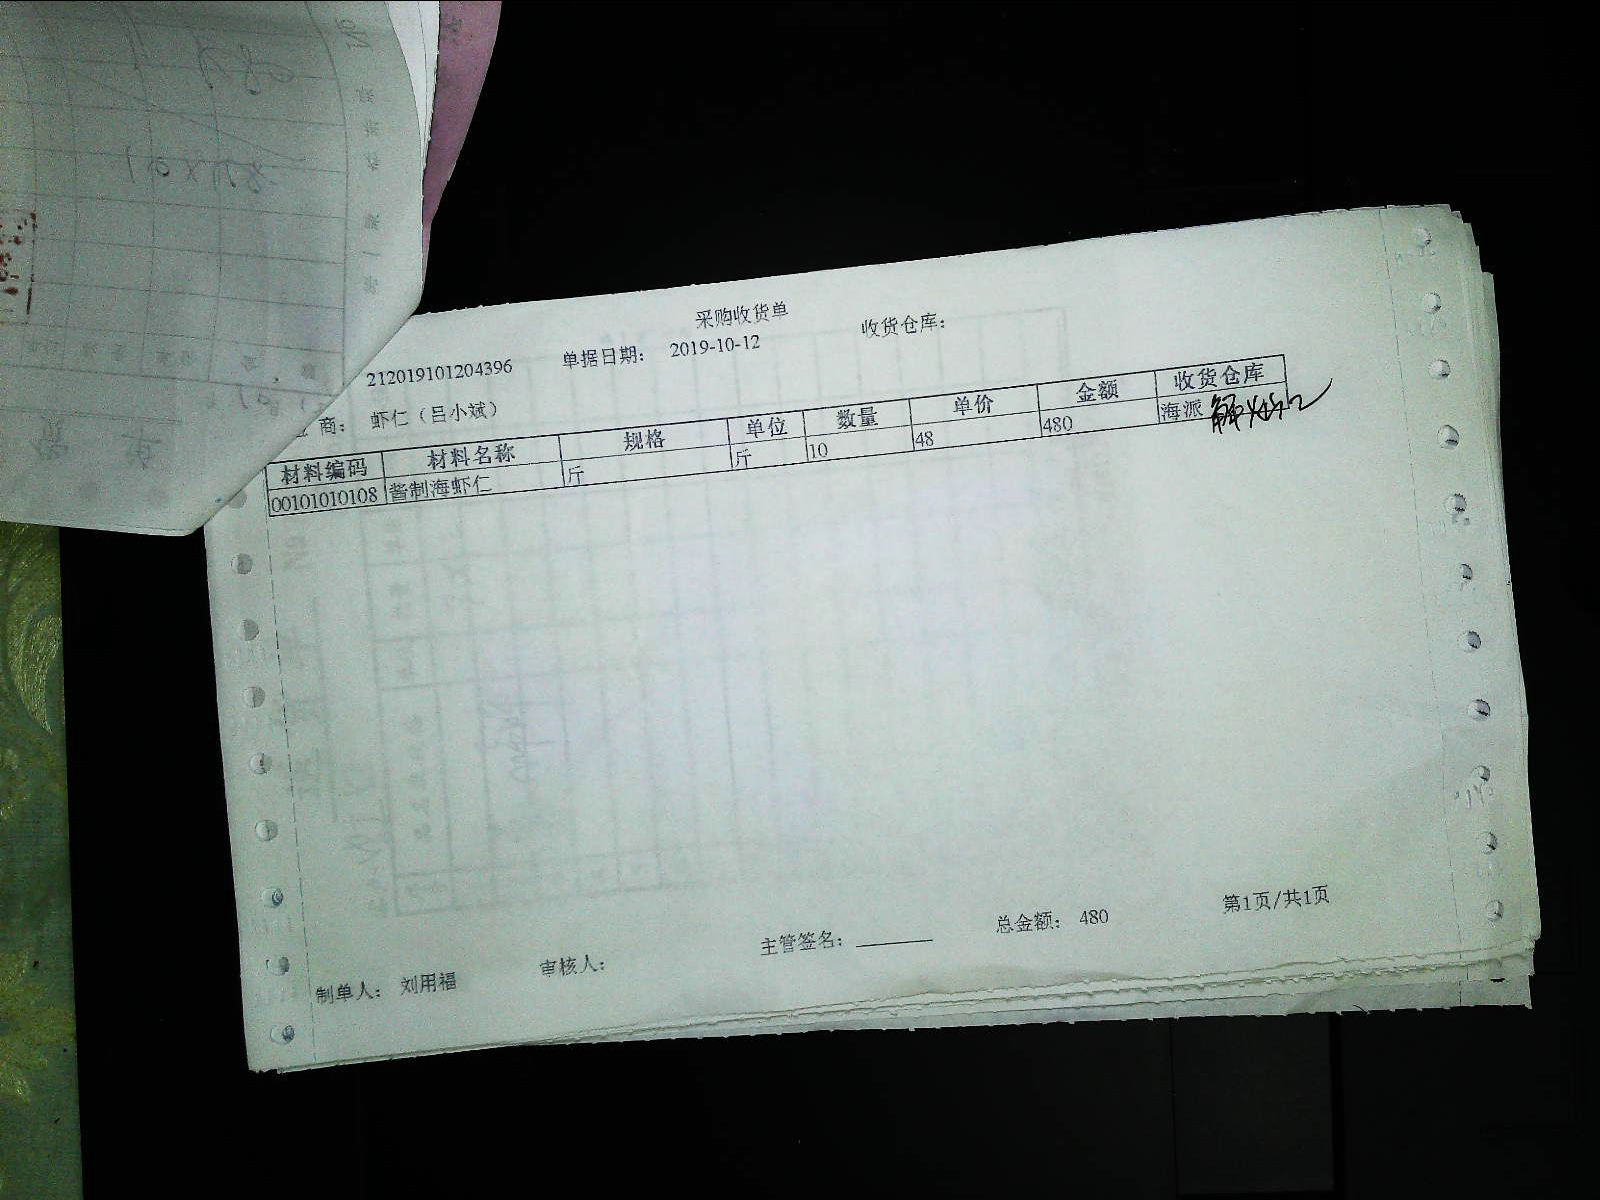 采购收货单
212019101204396 单据日期: 2019-10-12 收货仓库:
商: 虾仁(吕小斌)
材料编码 材料名称 规格 单位 数量 单价 金额 收货仓库
00101010108 酱制海虾仁 斤 斤 10 48 480 海派
主管签名: 总金额: 480 第1页/共1页
制单人: 刘用福 审核人: